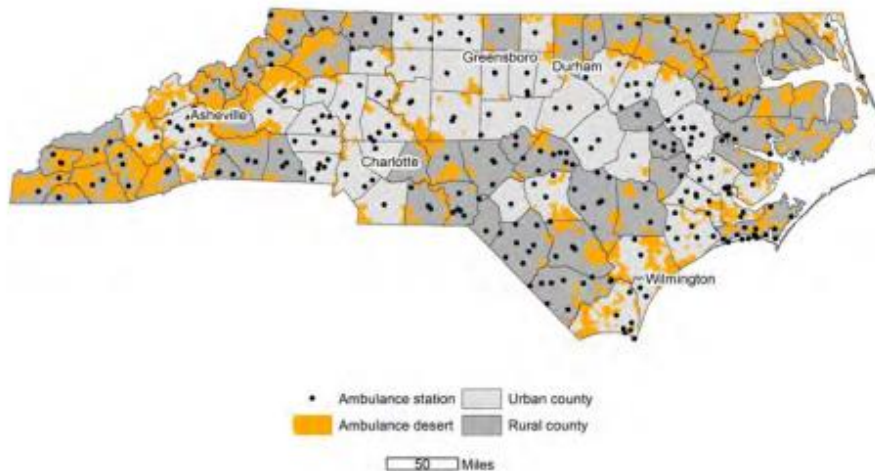 Greensboro
Durham
Asheville
Charlotte
Wilmington
Ambulance station
Urban county
Ambulance desert
Rural county
50 Miles